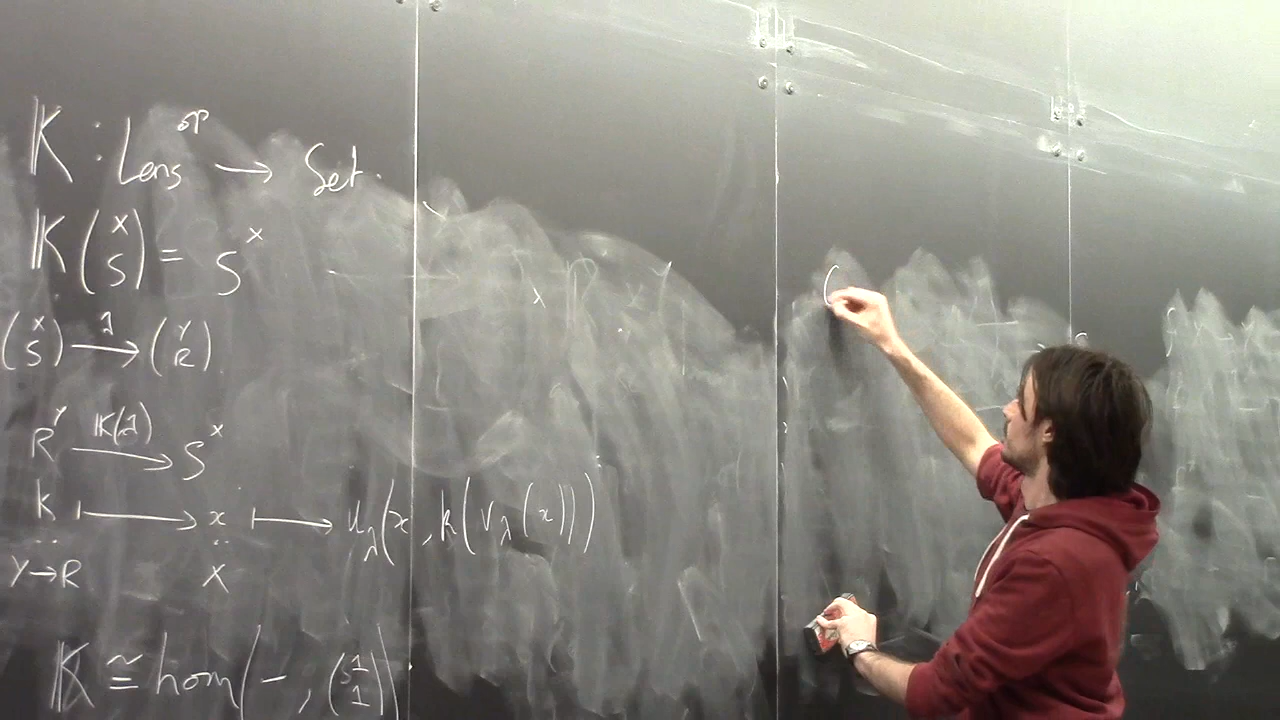 𝕂 : Lens^op → Set.
𝕂(X S) = S^X
(X S) →^λ (Y R)
R^Y →^𝕂(λ) S^X
k ⟼ x ⟼ u_λ(x, k(v_λ(x)))
Y→R X
𝕂 ≅ hom(–, (1 1))
(